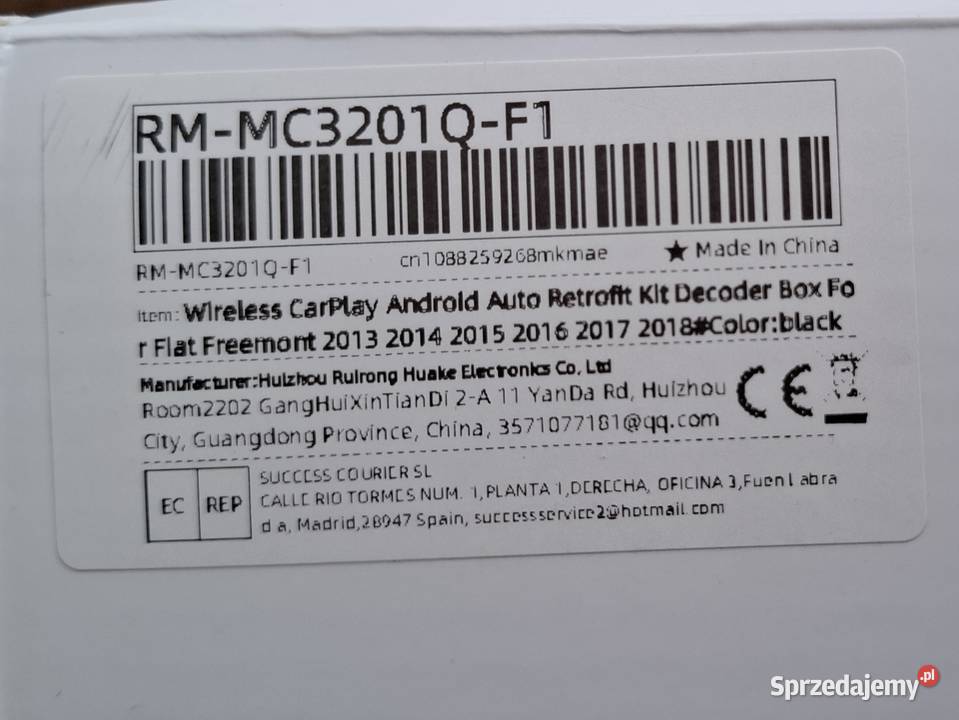 RM-MC3201Q-F1
RM-MC3201Q-F1 cn1088259268mkmae ★ Made In China
Item: Wireless CarPlay Android Auto Retrofit Kit Decoder Box Fo
r Fiat Freemont 2013 2014 2015 2016 2017 2018#Color:black
Manufacturer:Huizhou Ruirong Huake Electronics Co, Ltd
Room2202 GangHuiXinTianDi 2-A 11 YanDa Rd, Huizhou
City, Guangdong Province, China, 3571077181@qq.com
CE
EC REP
SUCCESS COURIER SL
CALLE RIO TORMES NUM. 1,PLANTA 1,DERECHA, OFICINA 3,Fuenlabra
da, Madrid,28947 Spain, successservice2@hotmail.com
Sprzedajemy.pl